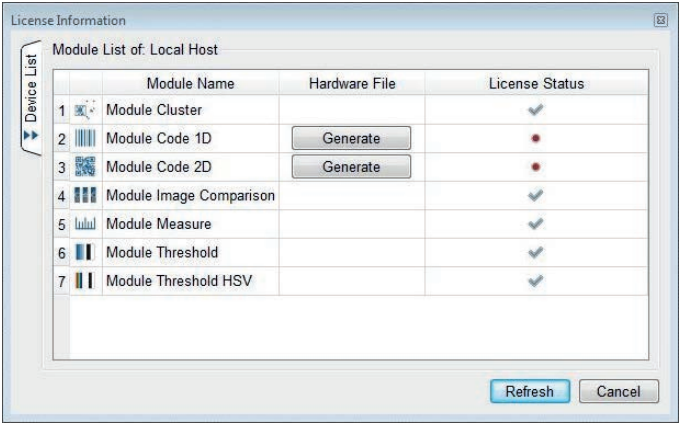 License Information
Device List
Module List of: Local Host
Module Name Hardware File License Status
1 Module Cluster
2 Module Code 1D Generate
3 Module Code 2D Generate
4 Module Image Comparison
5 Module Measure
6 Module Threshold
7 Module Threshold HSV
Refresh Cancel